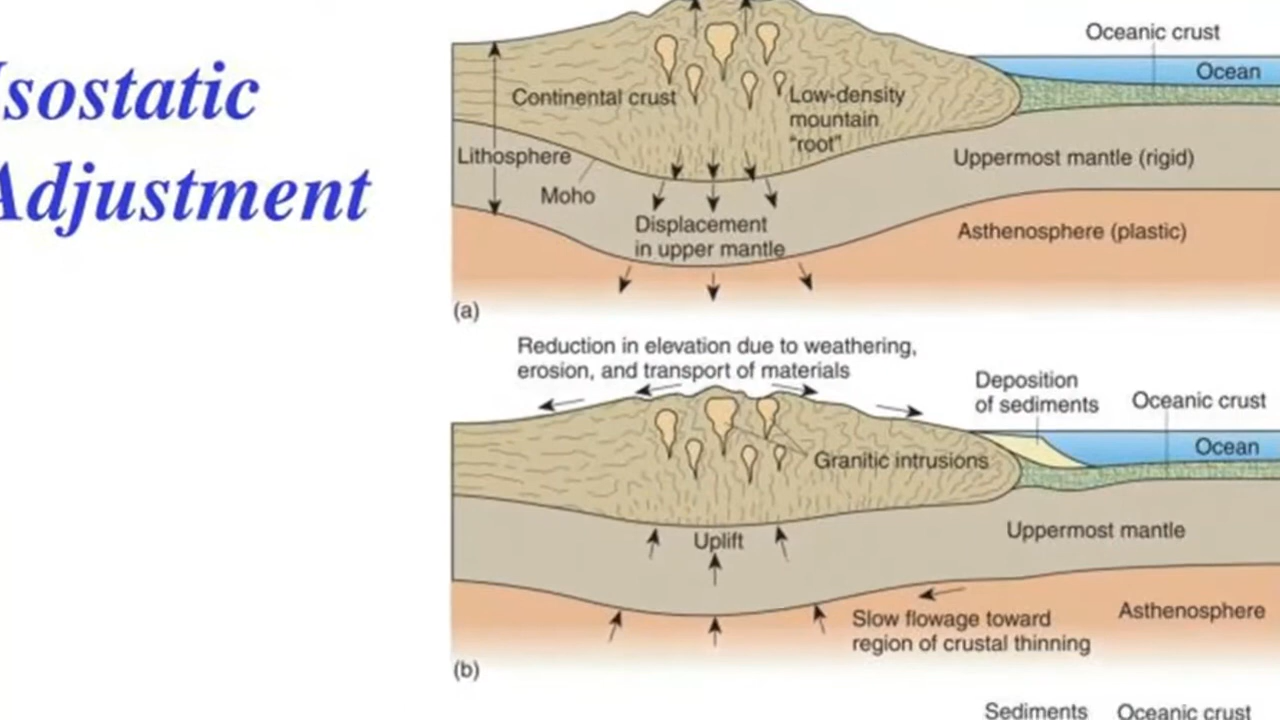 Isostatic
Adjustment
Oceanic crust
Ocean
Continental crust
Low-density
mountain
"root"
Lithosphere
Moho
Uppermost mantle (rigid)
Displacement
in upper mantle
Asthenosphere (plastic)
(a)
Reduction in elevation due to weathering,
erosion, and transport of materials
Deposition
of sediments
Oceanic crust
Ocean
Granitic intrusions
Uplift
Uppermost mantle
Slow flowage toward
region of crustal thinning
Asthenosphere
(b)
Sediments
Oceanic crust